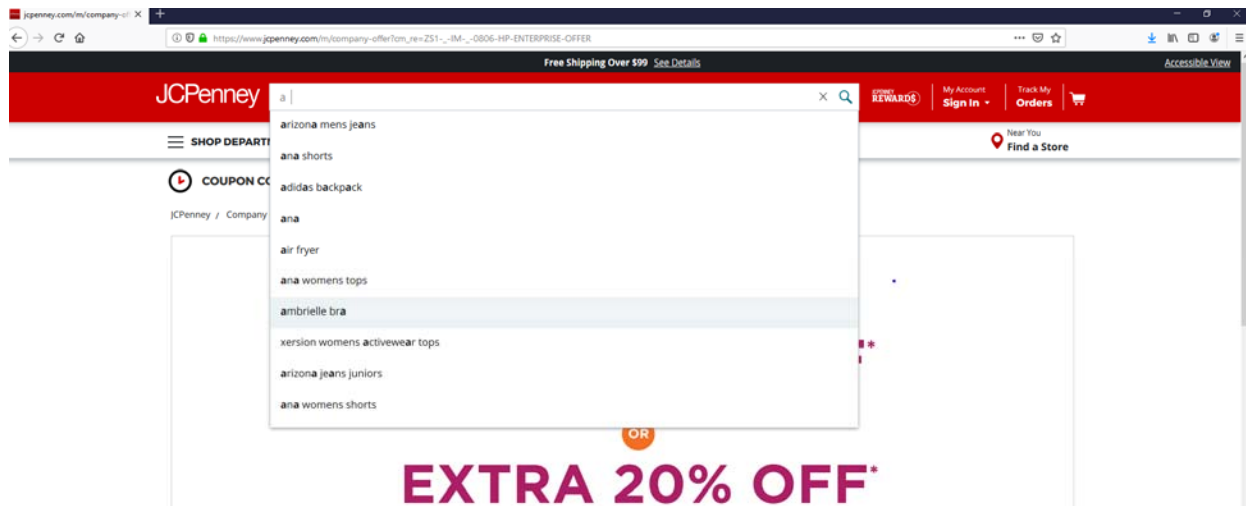 jcpenney.com/m/company-of
https://www.jcpenney.com/m/company-offer?cm_re=ZS1-_-IM-_-0806-HP-ENTERPRISE-OFFER
Free Shipping Over $99 See Details
Accessible View
JCPenney
a
JCPENNEY
REWARD$
My Account
Sign In
Track My
Orders
SHOP DEPARTM
Near You
Find a Store
COUPON CO
JCPenney / Company
arizona mens jeans
ana shorts
adidas backpack
ana
air fryer
ana womens tops
ambrielle bra
xersion womens activewear tops
arizona jeans juniors
ana womens shorts
*
OR
EXTRA 20% OFF*